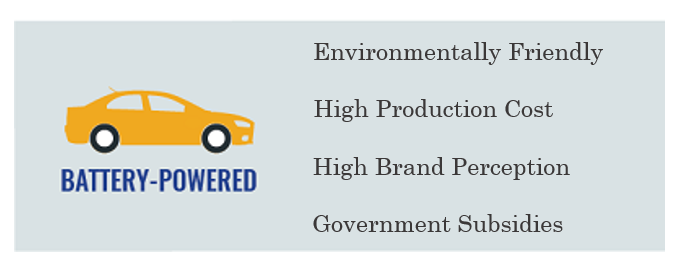 Environmentally Friendly
High Production Cost
High Brand Perception
BATTERY-POWERED
Government Subsidies